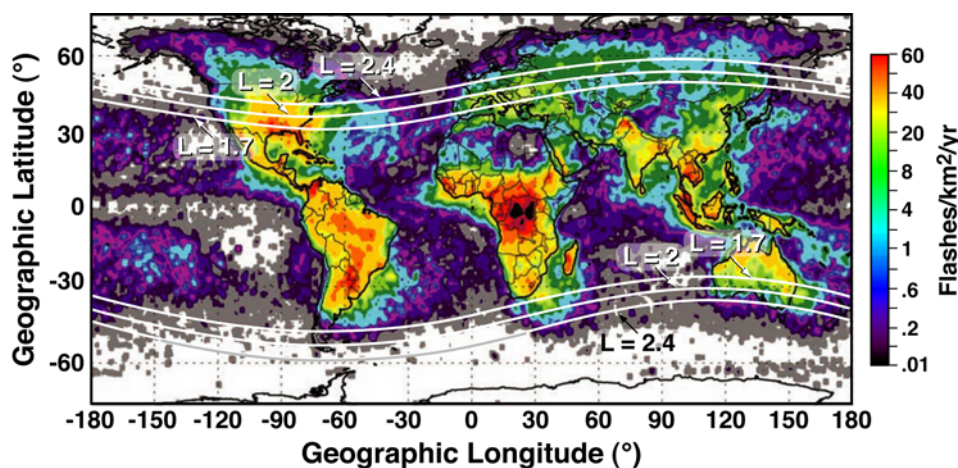 Geographic Latitude (°)
60
30
0
-30
-60
L = 2
L = 2.4
L = 1.7
L = 2
L = 1.7
L = 2.4
-180 -150 -120 -90 -60 -30 0 30 60 90 120 150 180
Geographic Longitude (°)
60
40
20
8
4
1
.6
.2
.01
Flashes/km²/yr